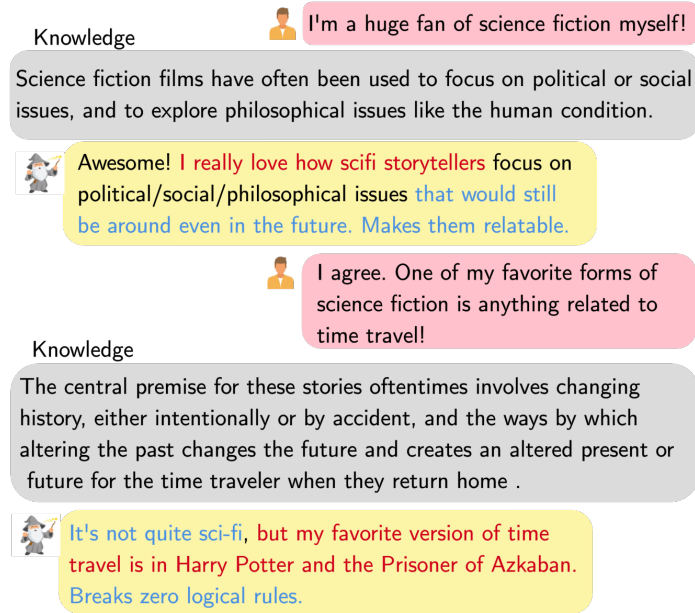 I'm a huge fan of science fiction myself!
Knowledge
Science fiction films have often been used to focus on political or social
issues, and to explore philosophical issues like the human condition.
Awesome! I really love how scifi storytellers focus on
political/social/philosophical issues that would still
be around even in the future. Makes them relatable.
I agree. One of my favorite forms of
science fiction is anything related to
time travel!
Knowledge
The central premise for these stories oftentimes involves changing
history, either intentionally or by accident, and the ways by which
altering the past changes the future and creates an altered present or
future for the time traveler when they return home .
It's not quite sci-fi, but my favorite version of time
travel is in Harry Potter and the Prisoner of Azkaban.
Breaks zero logical rules.